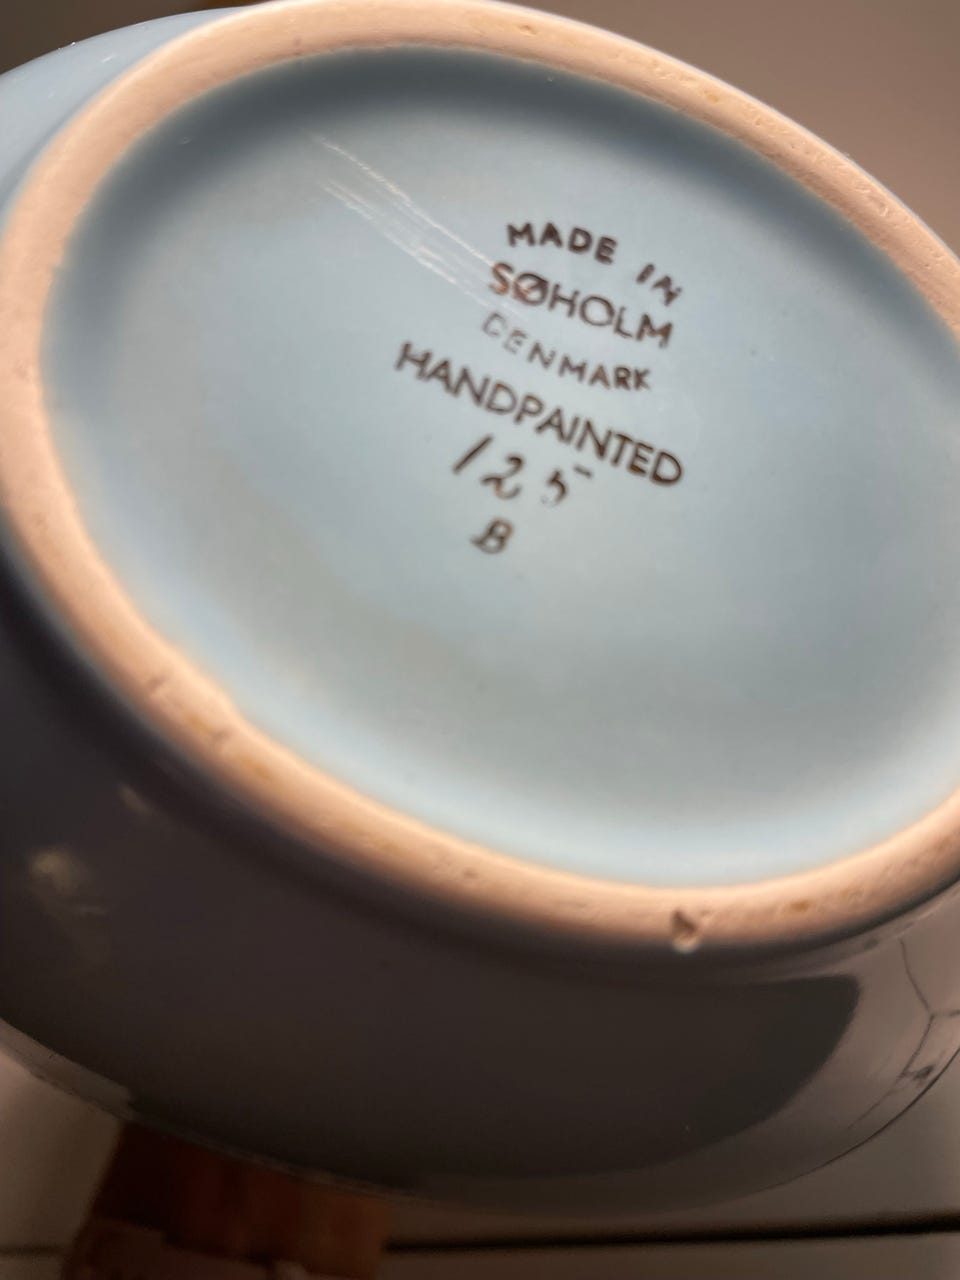 MADE IN
SØHOLM
DENMARK
HANDPAINTED
125
B